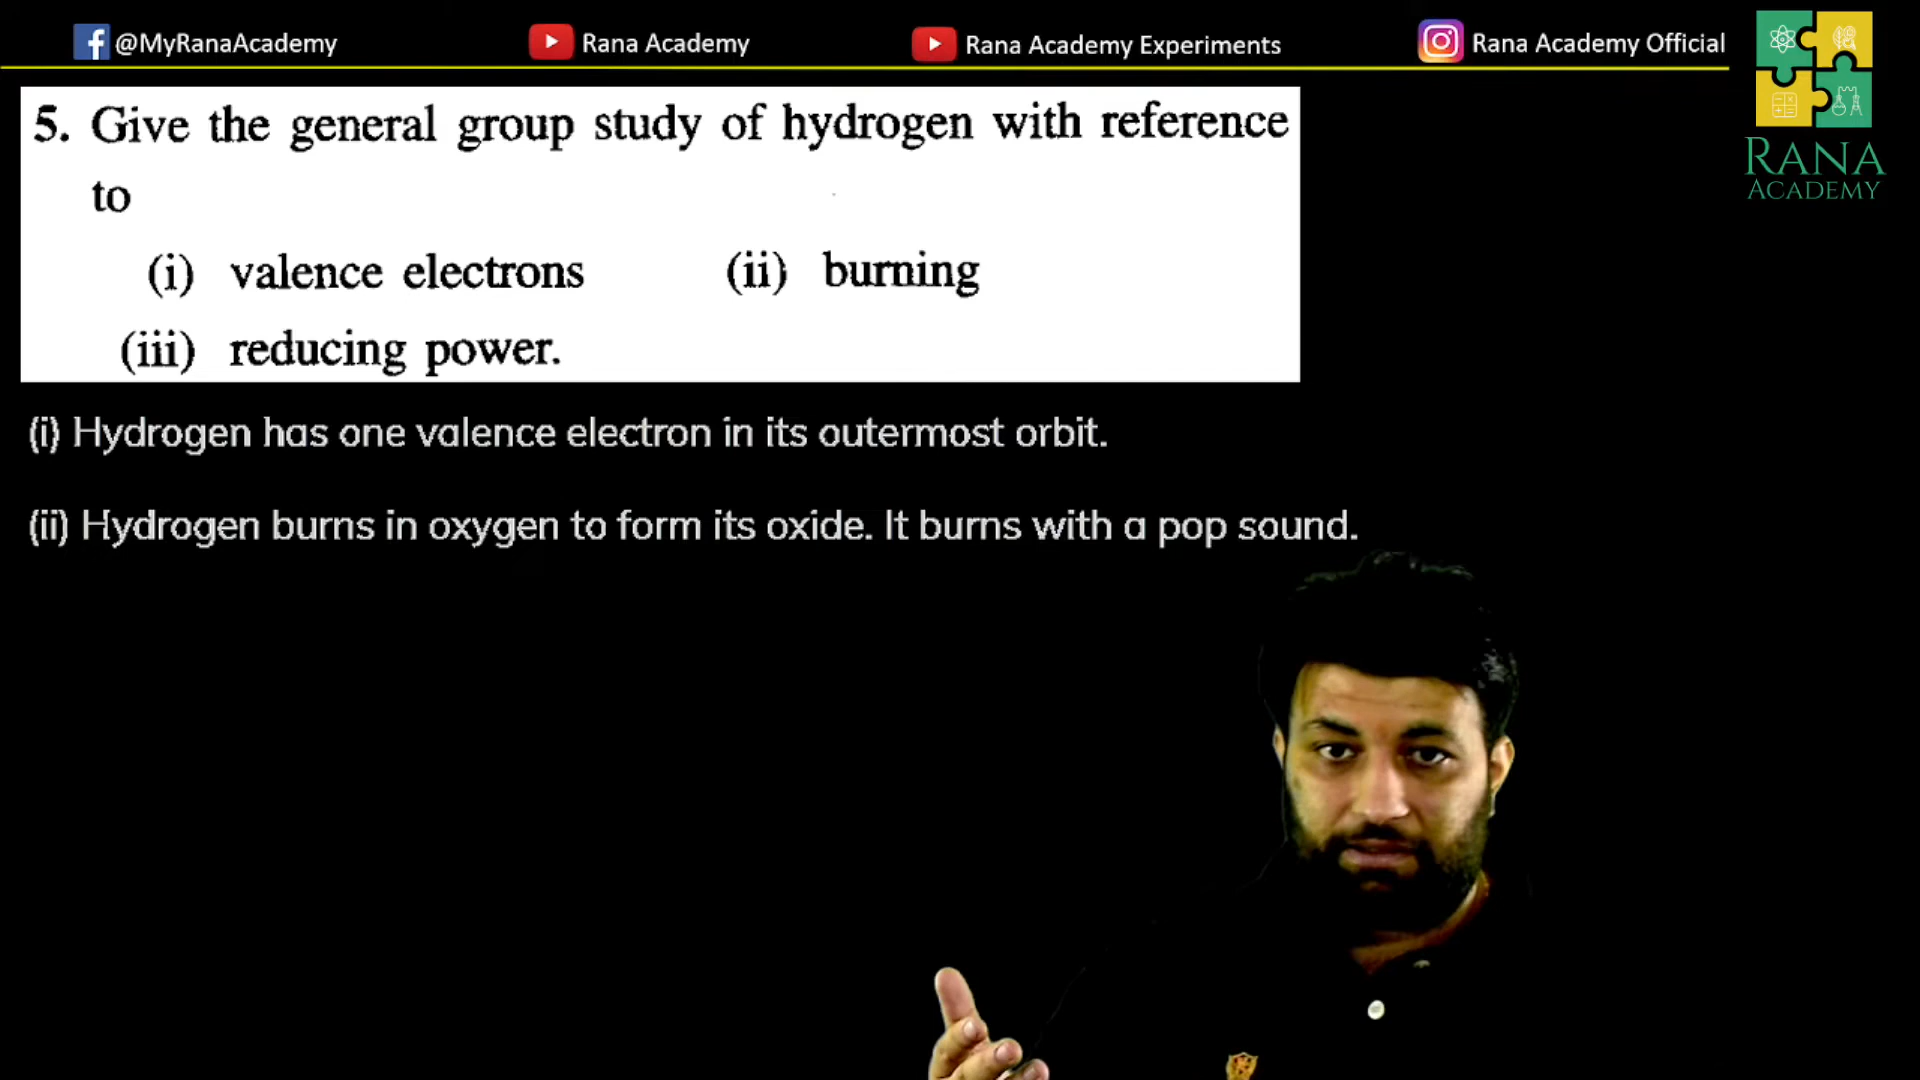 @MyRanaAcademy
Rana Academy
Rana Academy Experiments
Rana Academy Official
RANA
ACADEMY
5. Give the general group study of hydrogen with reference
to
(i) valence electrons (ii) burning
(iii) reducing power.
(i) Hydrogen has one valence electron in its outermost orbit.
(ii) Hydrogen burns in oxygen to form its oxide. It burns with a pop sound.